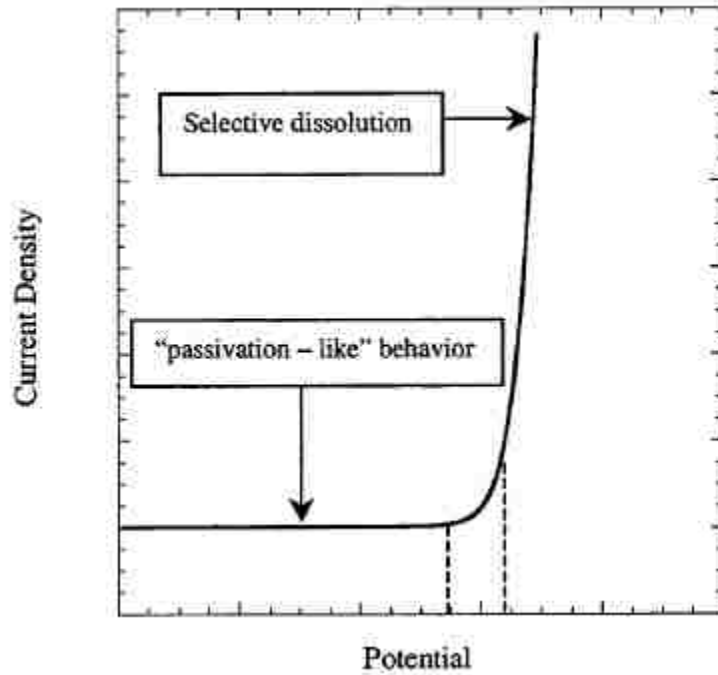 Selective dissolution
"passivation – like" behavior
Current Density
Potential